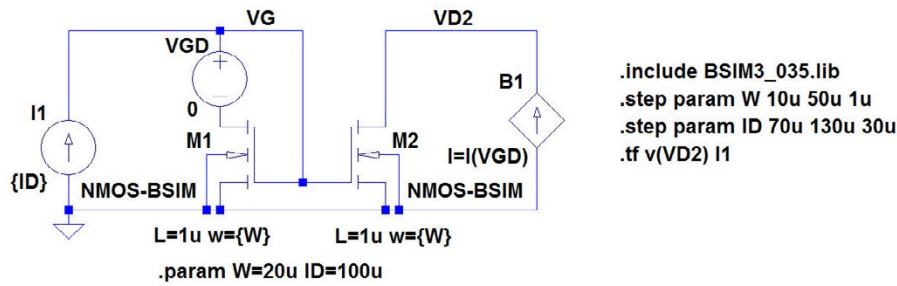 VG
VD2
VGD
+
−
0
I1
{ID}
M1
M2
B1
I=I(VGD)
NMOS-BSIM
NMOS-BSIM
L=1u w={W}
L=1u w={W}
.param W=20u ID=100u
.include BSIM3_035.lib
.step param W 10u 50u 1u
.step param ID 70u 130u 30u
.tf v(VD2) I1